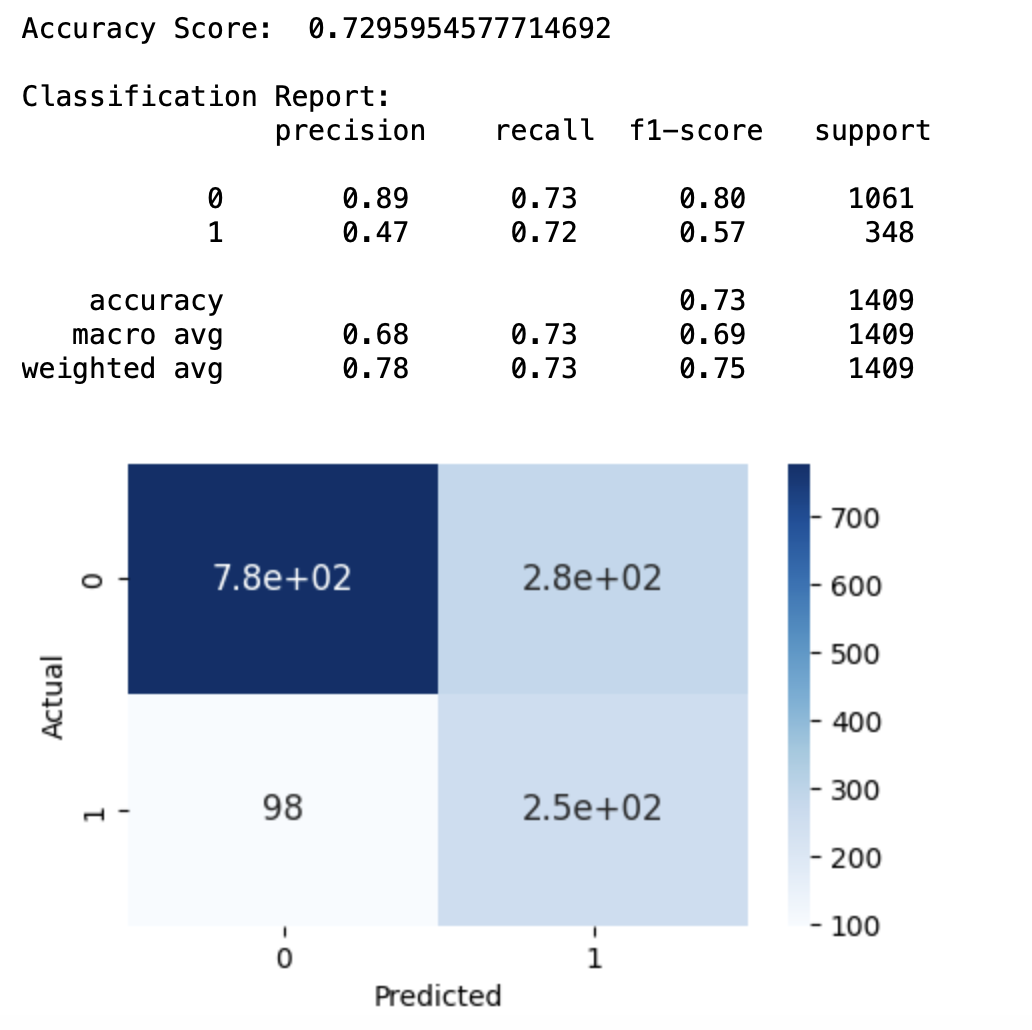 Accuracy Score:  0.7295954577714692
Classification Report:
precision recall f1-score support
0 0.89 0.73 0.80 1061
1 0.47 0.72 0.57 348
accuracy 0.73 1409
macro avg 0.68 0.73 0.69 1409
weighted avg 0.78 0.73 0.75 1409
7.8e+02 2.8e+02
98 2.5e+02
0
1
Actual
0 1
Predicted
700
600
500
400
300
200
100